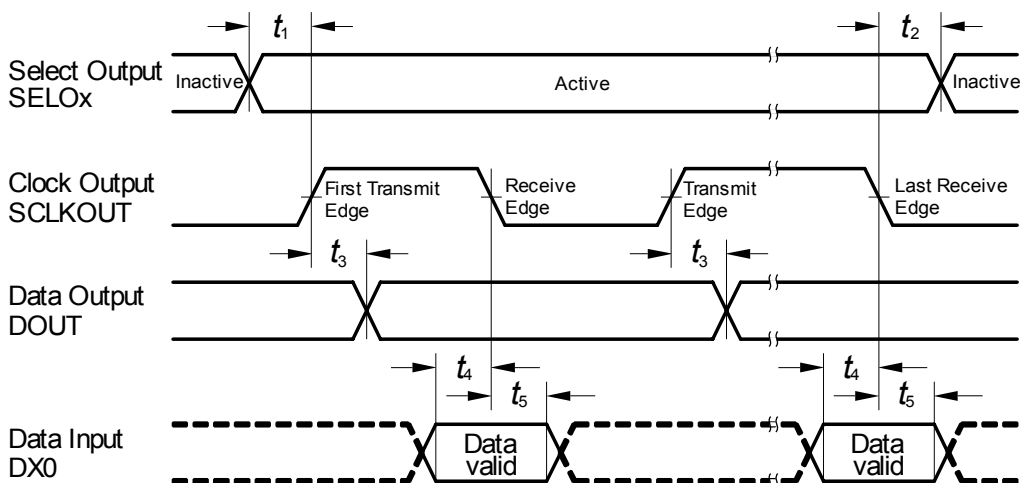 t1
t2
Select Output
SELOx
Inactive
Active
Inactive
Clock Output
SCLKOUT
First Transmit
Edge
Receive
Edge
Transmit
Edge
Last Receive
Edge
t3
t3
Data Output
DOUT
t4
t5
t4
t5
Data Input
DX0
Data
valid
Data
valid